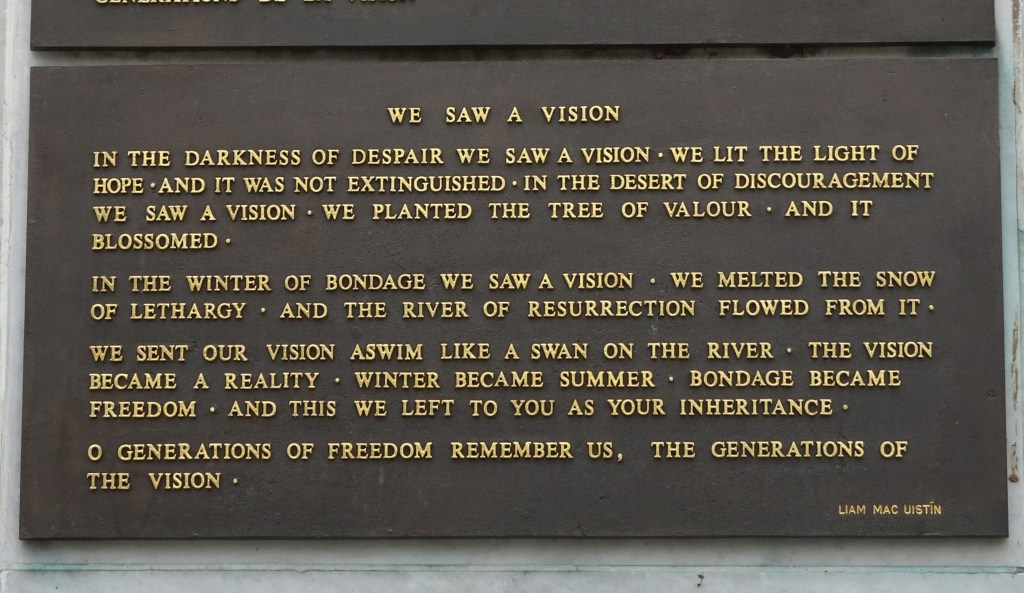 GENERATIONS DE LA VISION
WE SAW A VISION
IN THE DARKNESS OF DESPAIR WE SAW A VISION · WE LIT THE LIGHT OF
HOPE · AND IT WAS NOT EXTINGUISHED · IN THE DESERT OF DISCOURAGEMENT
WE SAW A VISION · WE PLANTED THE TREE OF VALOUR · AND IT
BLOSSOMED ·
IN THE WINTER OF BONDAGE WE SAW A VISION · WE MELTED THE SNOW
OF LETHARGY · AND THE RIVER OF RESURRECTION FLOWED FROM IT ·
WE SENT OUR VISION ASWIM LIKE A SWAN ON THE RIVER · THE VISION
BECAME A REALITY · WINTER BECAME SUMMER · BONDAGE BECAME
FREEDOM · AND THIS WE LEFT TO YOU AS YOUR INHERITANCE ·
O GENERATIONS OF FREEDOM REMEMBER US, THE GENERATIONS OF
THE VISION ·
LIAM MAC UISTÍN